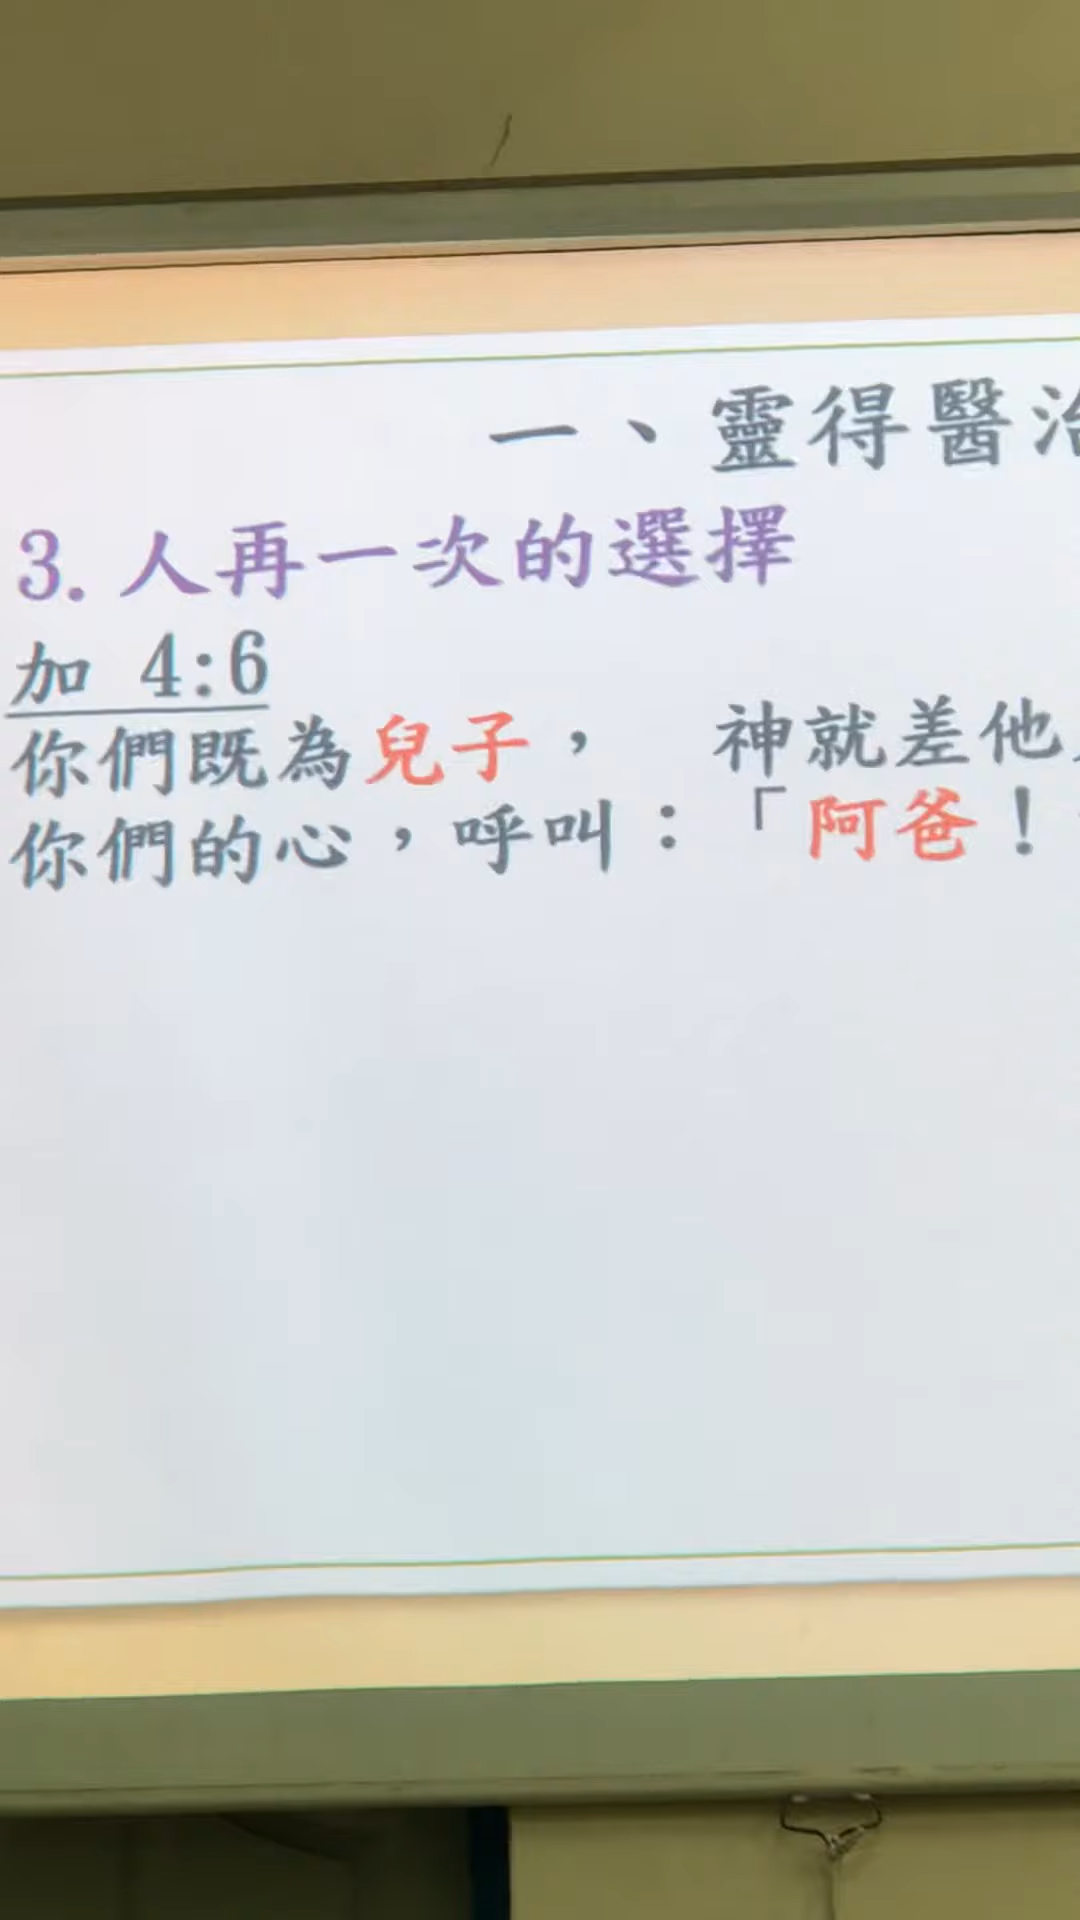 一、靈得醫治
3.人再一次的選擇
加 4:6
你們既為兒子， 神就差他
你們的心，呼叫：「阿爸！